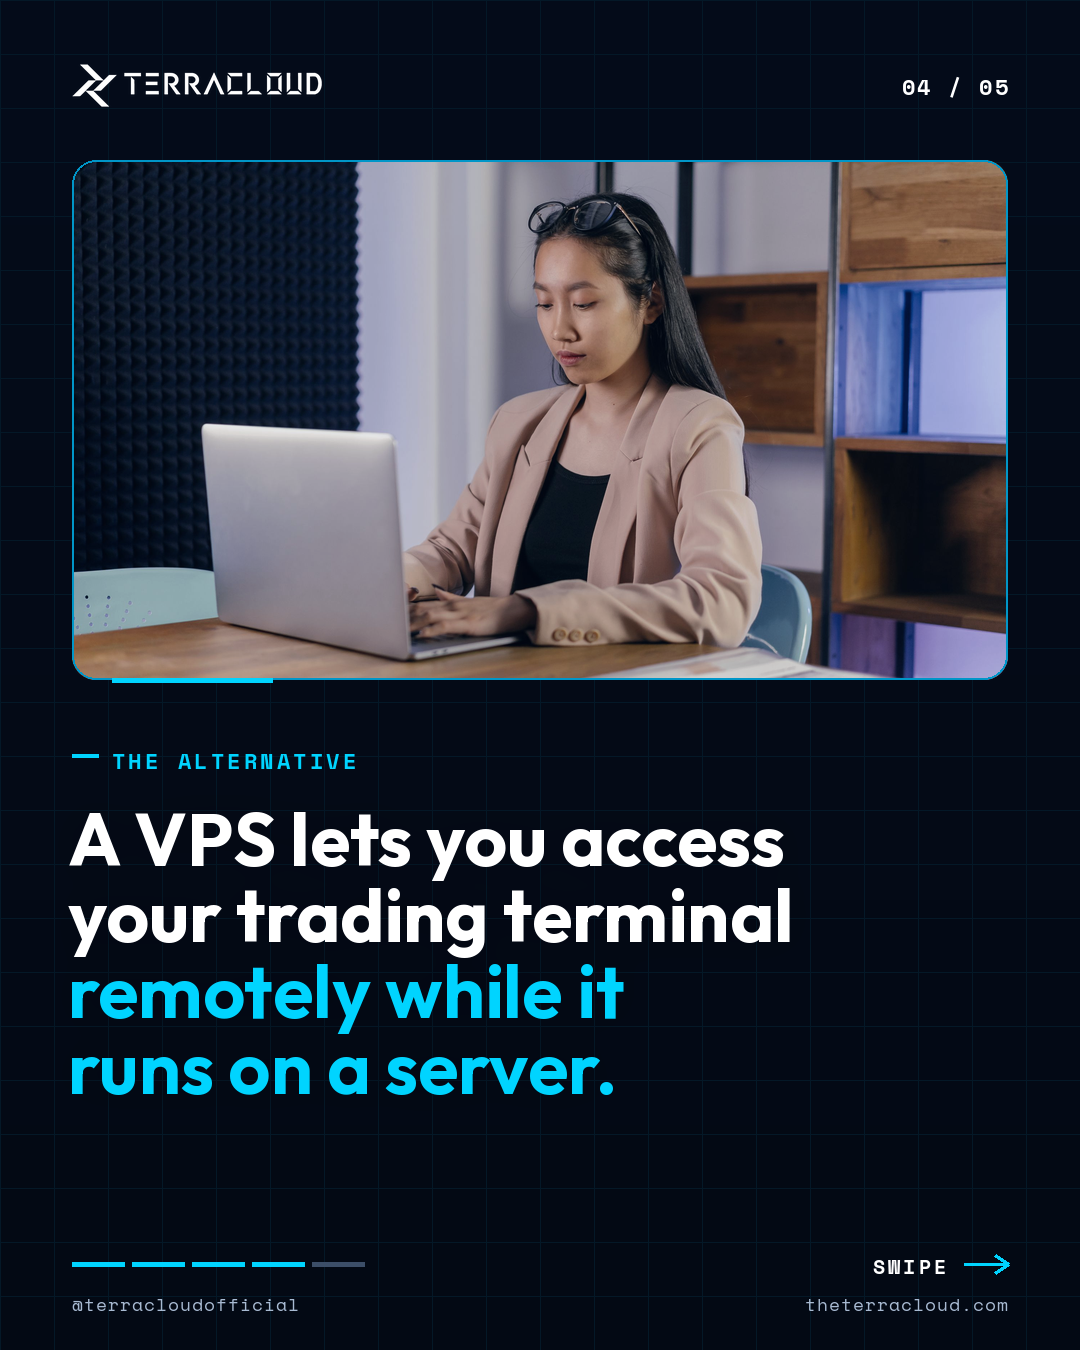 TERRACLOUD
04 / 05
THE ALTERNATIVE
A VPS lets you access
your trading terminal
remotely while it
runs on a server.
SWIPE
@terracloudofficial
theterracloud.com